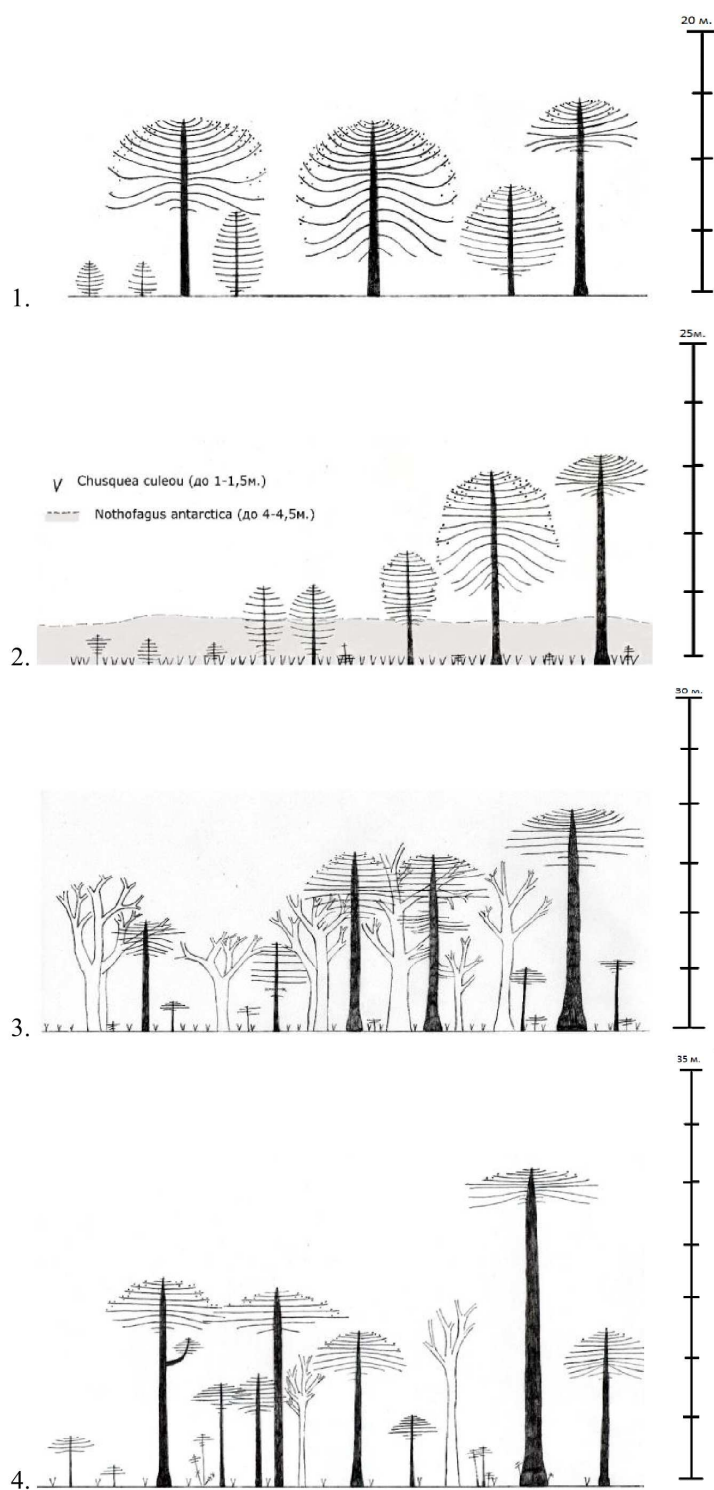 20 м.
1.
25м.
Chusquea culeou (до 1-1,5м.)
Nothofagus antarctica (до 4-4,5м.)
2.
30 м.
3.
35 м.
4.